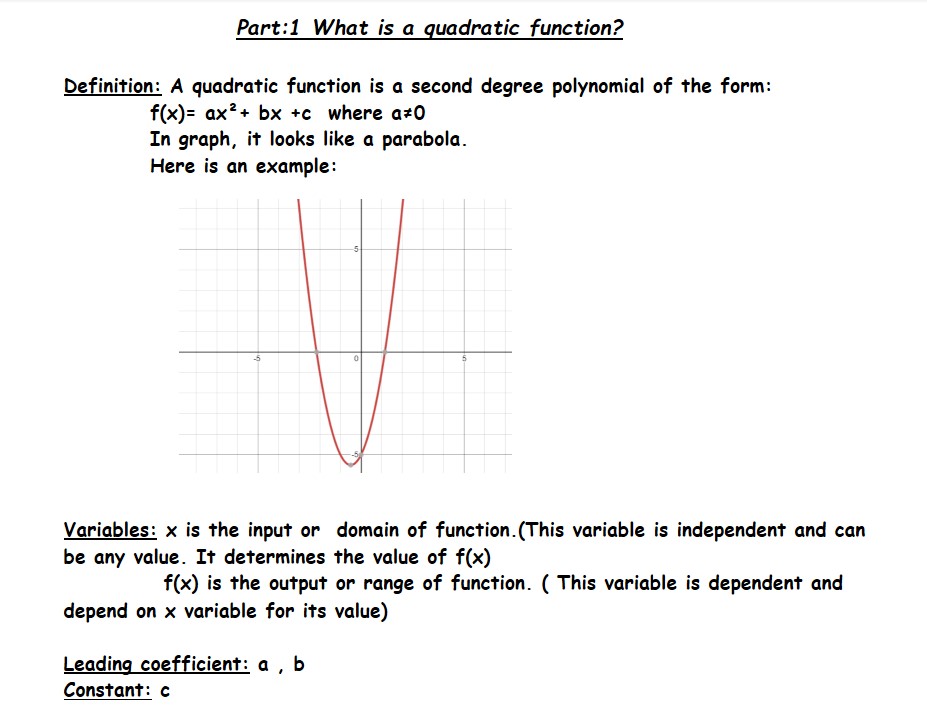 Part:1 What is a quadratic function?
Definition: A quadratic function is a second degree polynomial of the form:
f(x)= ax²+ bx +c where a≠0
In graph, it looks like a parabola.
Here is an example:
5
-5 0 5
-5
Variables: x is the input or domain of function.(This variable is independent and can
be any value. It determines the value of f(x)
f(x) is the output or range of function. ( This variable is dependent and
depend on x variable for its value)
Leading coefficient: a , b
Constant: c